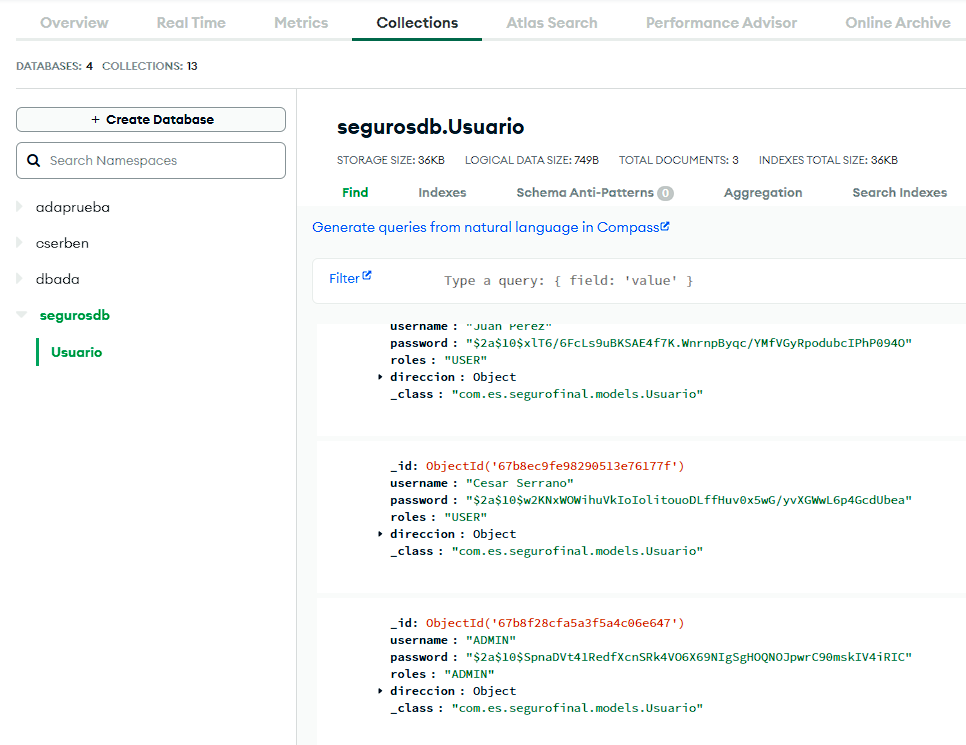 Overview Real Time Metrics Collections Atlas Search Performance Advisor Online Archive
DATABASES: 4 COLLECTIONS: 13
+ Create Database
Search Namespaces
adaprueba
cserben
dbada
segurosdb
Usuario
segurosdb.Usuario
STORAGE SIZE: 36KB LOGICAL DATA SIZE: 749B TOTAL DOCUMENTS: 3 INDEXES TOTAL SIZE: 36KB
Find Indexes Schema Anti-Patterns 0 Aggregation Search Indexes
Generate queries from natural language in Compass
Filter Type a query: { field: 'value' }
username : "Juan Perez"
password : "$2a$10$xlT6/6FcLs9uBKSAE4f7K.WnrnpByqc/YMfVGyRpodubcIPhP094O"
roles : "USER"
direccion : Object
_class : "com.es.segurofinal.models.Usuario"
_id: ObjectId('67b8ec9fe98290513e76177f')
username : "Cesar Serrano"
password : "$2a$10$w2KNxWOWihuVkIoIolitouoDLffHuv0x5wG/yvXGWwL6p4GcdUbea"
roles : "USER"
direccion : Object
_class : "com.es.segurofinal.models.Usuario"
_id: ObjectId('67b8f28cfa5a3f5a4c06e647')
username : "ADMIN"
password : "$2a$10$SpnaDVt41RedfXcnSRk4VO6X69NIgSgHOQNOJpwrC90mskIV4iRIC"
roles : "ADMIN"
direccion : Object
_class : "com.es.segurofinal.models.Usuario"